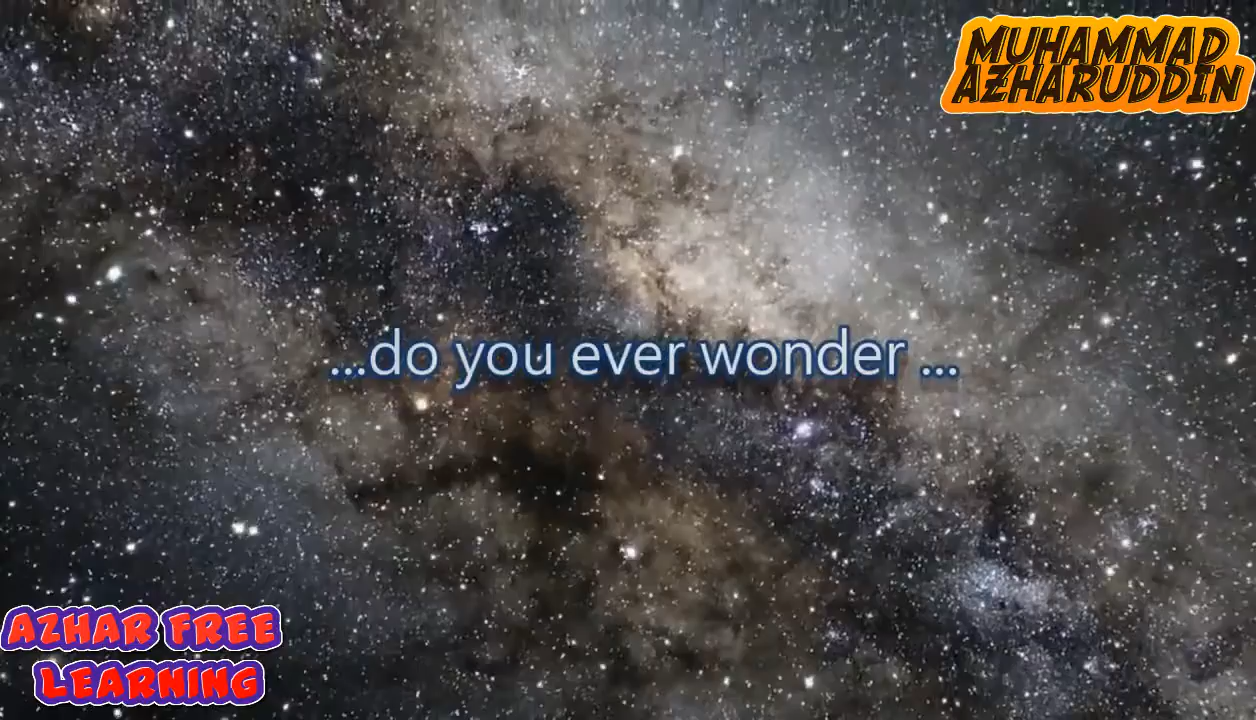 MUHAMMAD
AZHARUDDIN
...do you ever wonder ...
AZHAR FREE
LEARNING